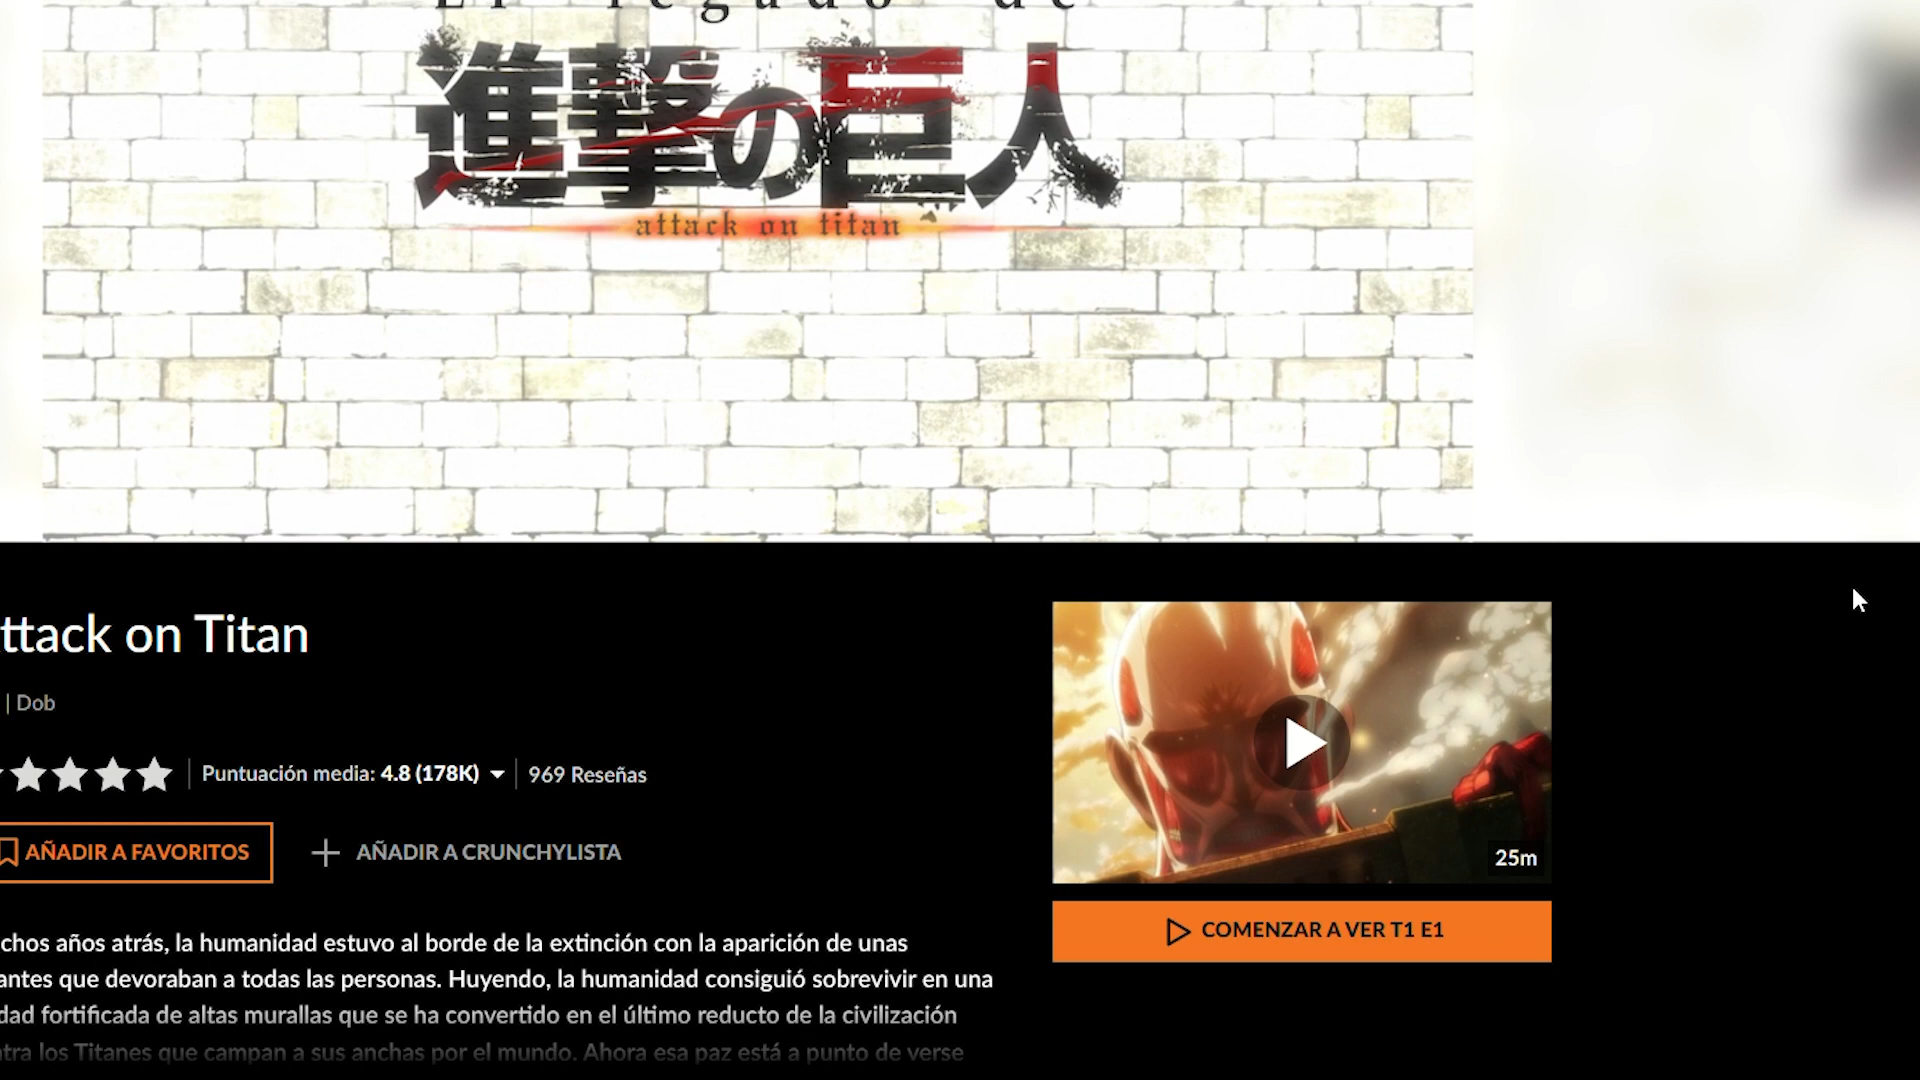 El legado de
進撃の巨人
attack on titan
ttack on Titan
| Dob
Puntuación media: 4.8 (178K)
969 Reseñas
AÑADIR A FAVORITOS
AÑADIR A CRUNCHYLISTA
25m
COMENZAR A VER T1 E1
chos años atrás, la humanidad estuvo al borde de la extinción con la aparición de unas
antes que devoraban a todas las personas. Huyendo, la humanidad consiguió sobrevivir en una
dad fortificada de altas murallas que se ha convertido en el último reducto de la civilización
ntra los Titanes que campan a sus anchas por el mundo. Ahora esa paz está a punto de verse